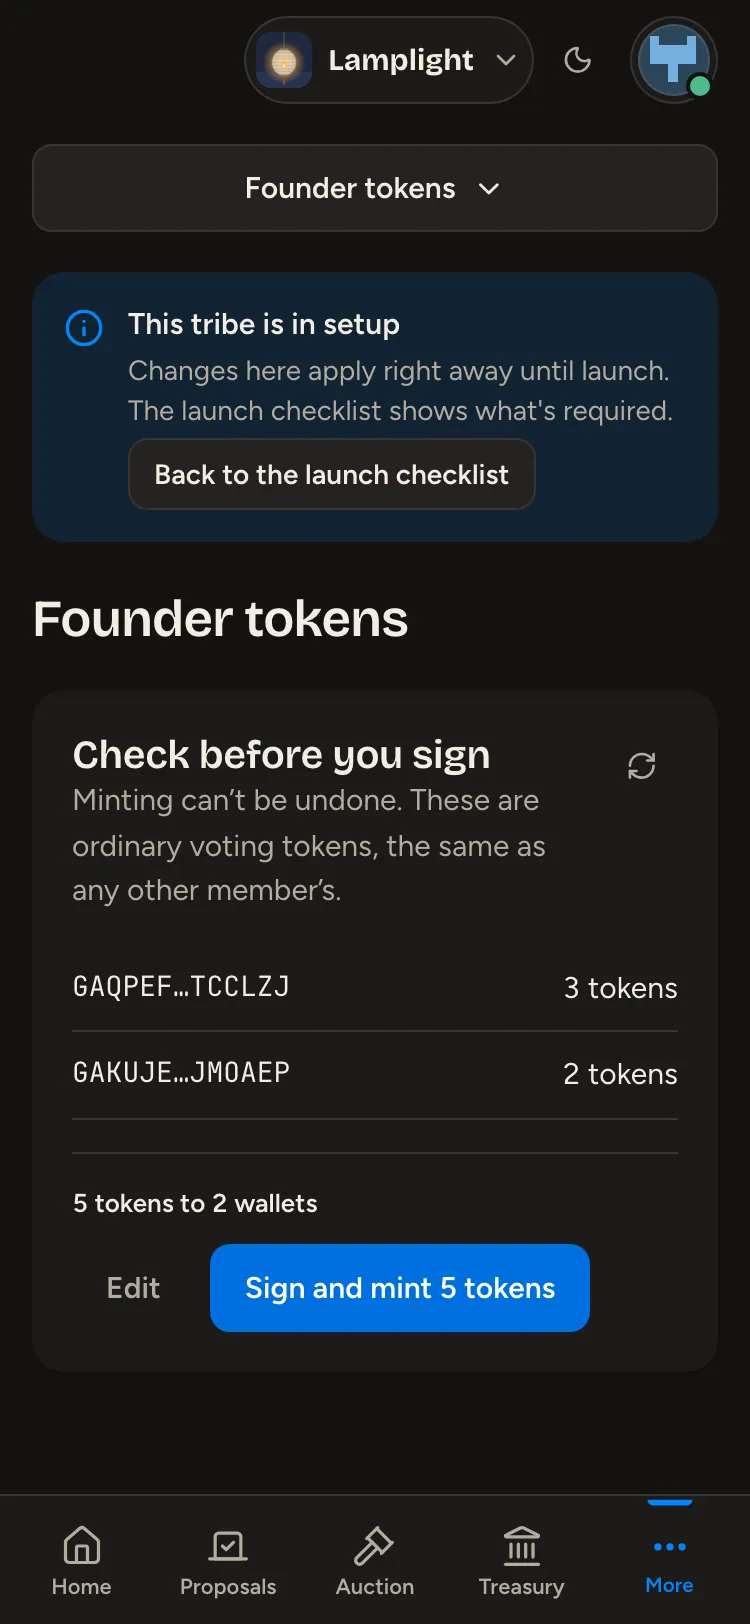 Lamplight
Founder tokens
This tribe is in setup
Changes here apply right away until launch.
The launch checklist shows what's required.
Back to the launch checklist
Founder tokens
Check before you sign
Minting can’t be undone. These are
ordinary voting tokens, the same as
any other member’s.
GAQPEF…TCCLZJ 3 tokens
GAKUJE…JMOAEP 2 tokens
5 tokens to 2 wallets
Edit Sign and mint 5 tokens
Home Proposals Auction Treasury More